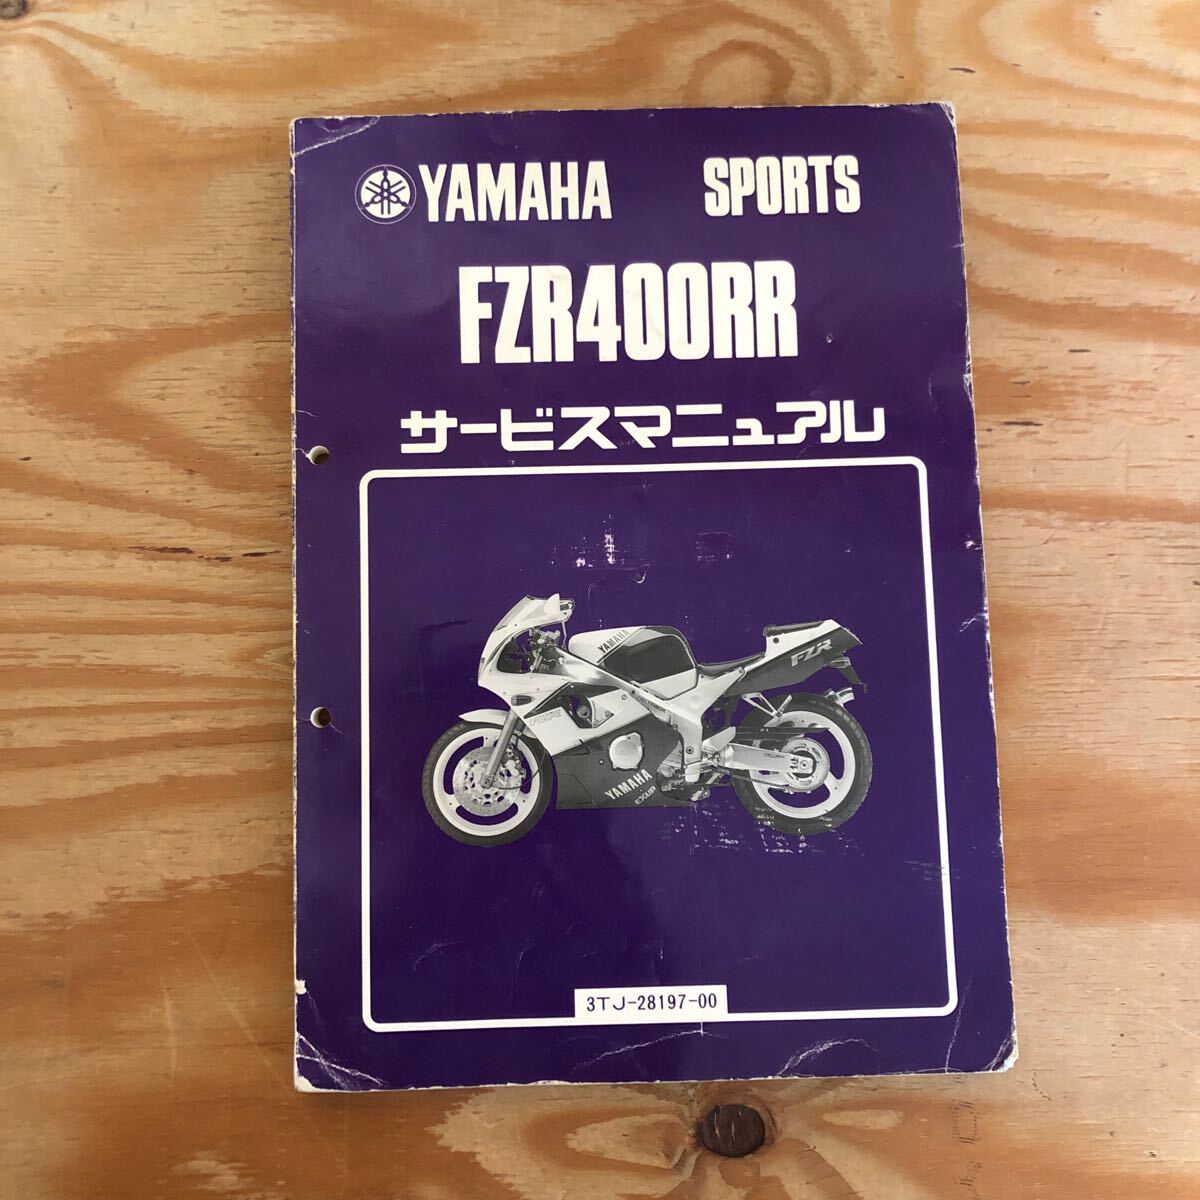 YAMAHA SPORTS
FZR400RR
サービスマニュアル
YAMAHA
FZR
FZR
YAMAHA
EXUP
3TJ-28197-00